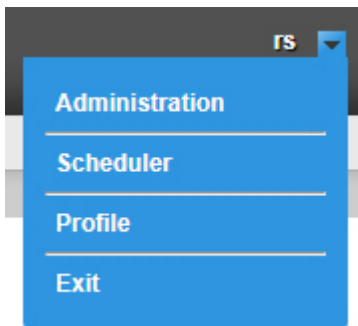 rs
Administration
Scheduler
Profile
Exit